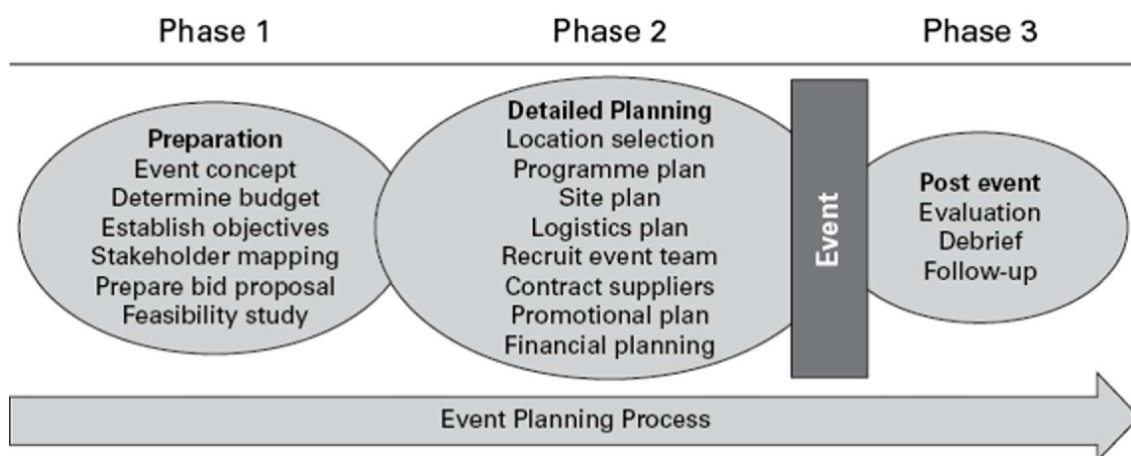 Phase 1
Phase 2
Phase 3
Preparation
Event concept
Determine budget
Establish objectives
Stakeholder mapping
Prepare bid proposal
Feasibility study
Detailed Planning
Location selection
Programme plan
Site plan
Logistics plan
Recruit event team
Contract suppliers
Promotional plan
Financial planning
Event
Post event
Evaluation
Debrief
Follow-up
Event Planning Process